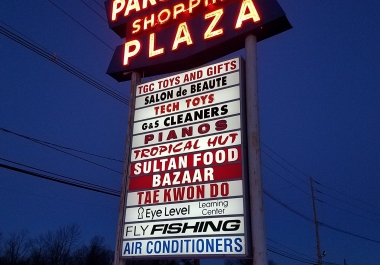 SHOPPING
PLAZA
TGC TOYS AND GIFTS
SALON de BEAUTE
TECH TOYS
G&S CLEANERS
PIANOS
TROPICAL HUT
SULTAN FOOD
BAZAAR
TAE KWON DO
Eye Level Learning Center
FLY FISHING
AIR CONDITIONERS